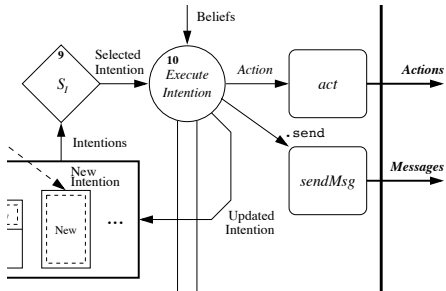 Beliefs
9
Selected
Intention
10
Execute
Intention
Action
act
Actions
S_I
Intentions
.send
New
Intention
sendMsg
Messages
New
...
Updated
Intention